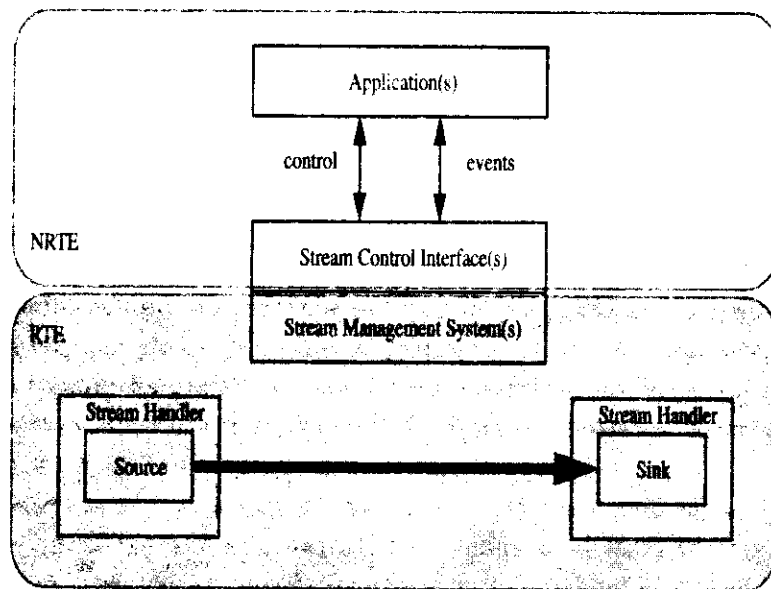 Application(s)
control
events
NRTE
Stream Control Interface(s)
RTE
Stream Management System(s)
Stream Handler
Source
Stream Handler
Sink